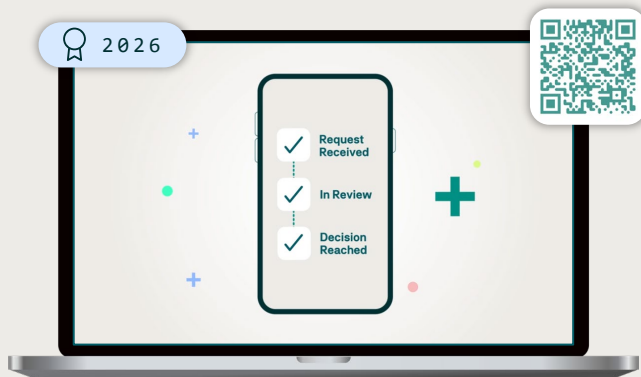 2026
Request
Received
In Review
Decision
Reached